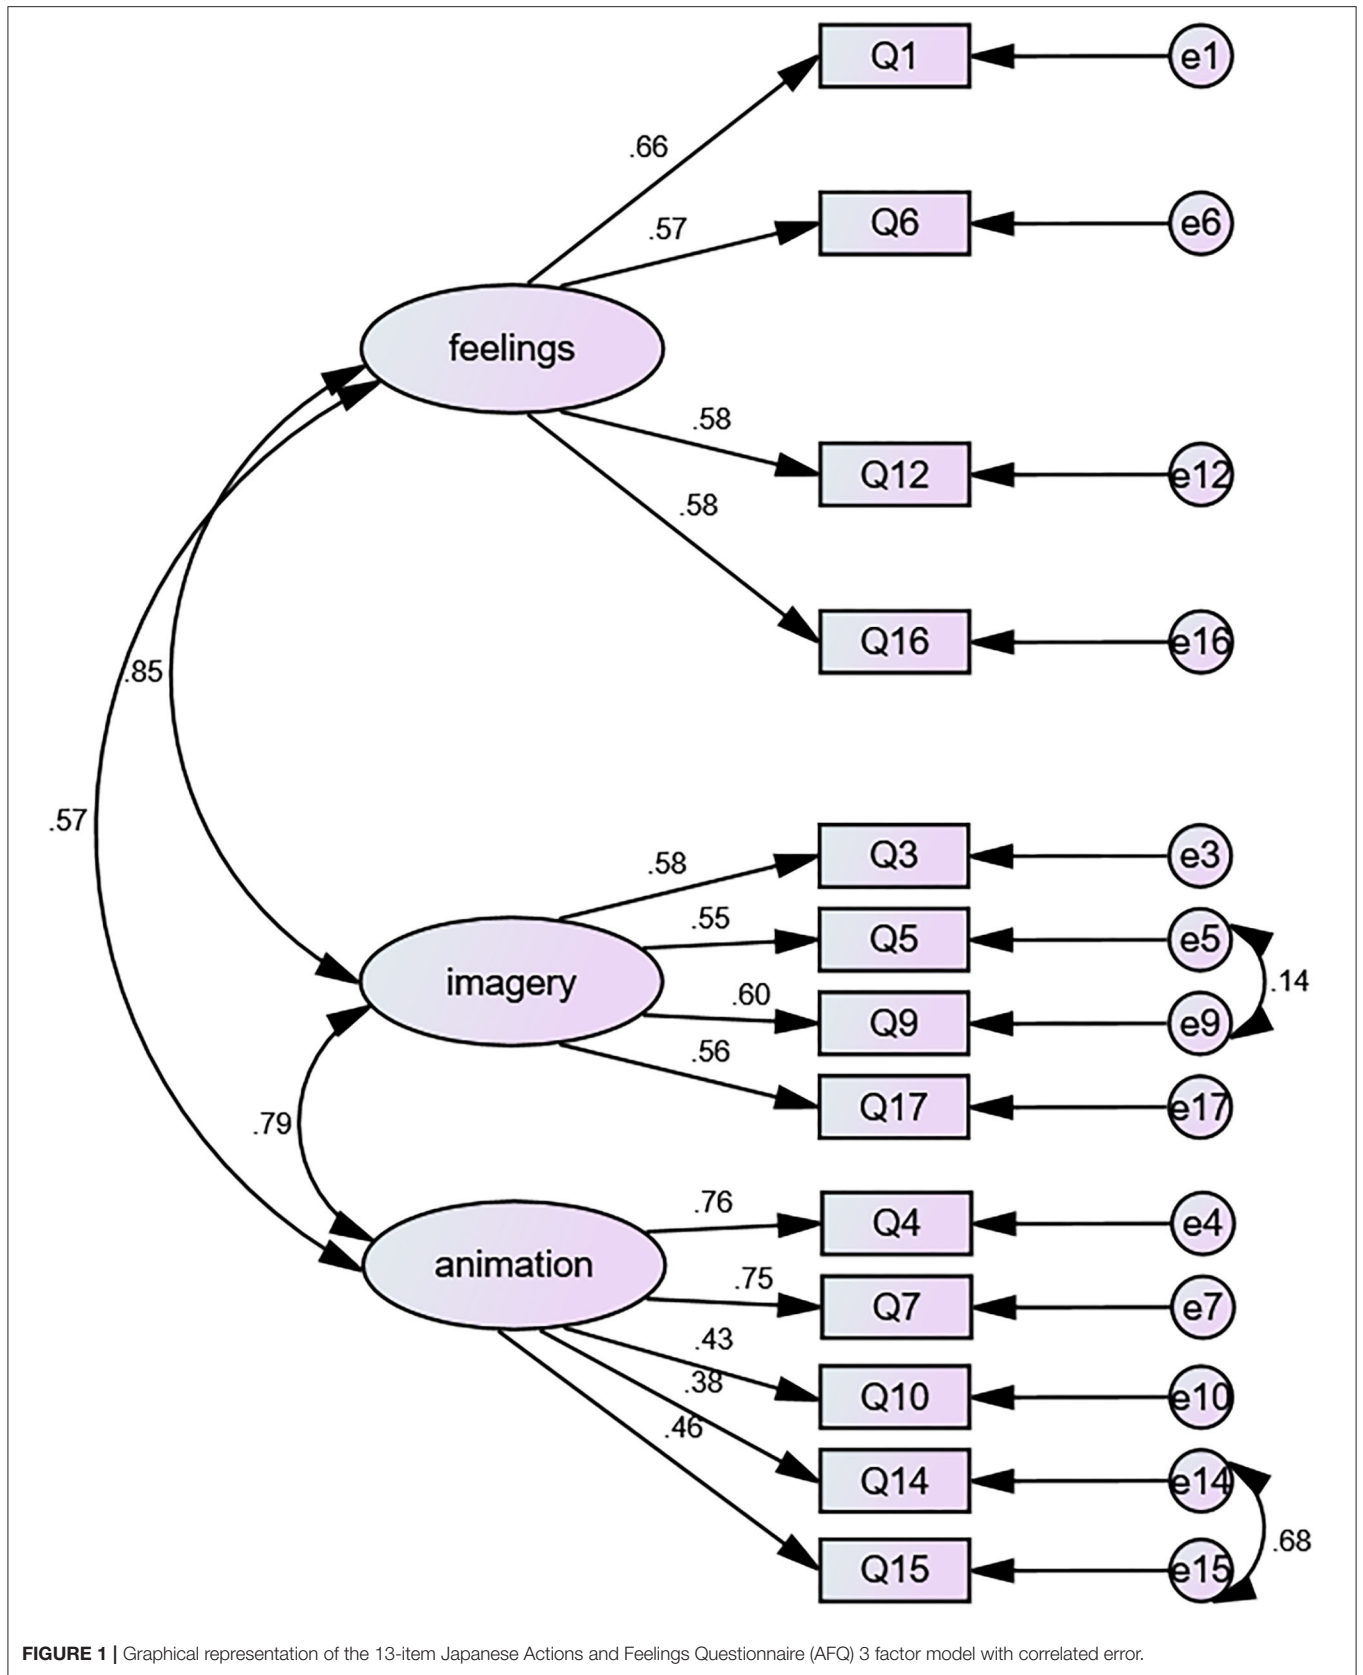 Q1
e1
.66
Q6
e6
.57
feelings
.58
Q12
e12
.58
Q16
e16
.85
.57
.58
Q3
e3
.55
Q5
e5
imagery
.14
.60
Q9
e9
.56
Q17
e17
.79
.76
Q4
e4
animation
.75
Q7
e7
.43
.38
Q10
e10
.46
Q14
e14
.68
Q15
e15
FIGURE 1 | Graphical representation of the 13-item Japanese Actions and Feelings Questionnaire (AFQ) 3 factor model with correlated error.